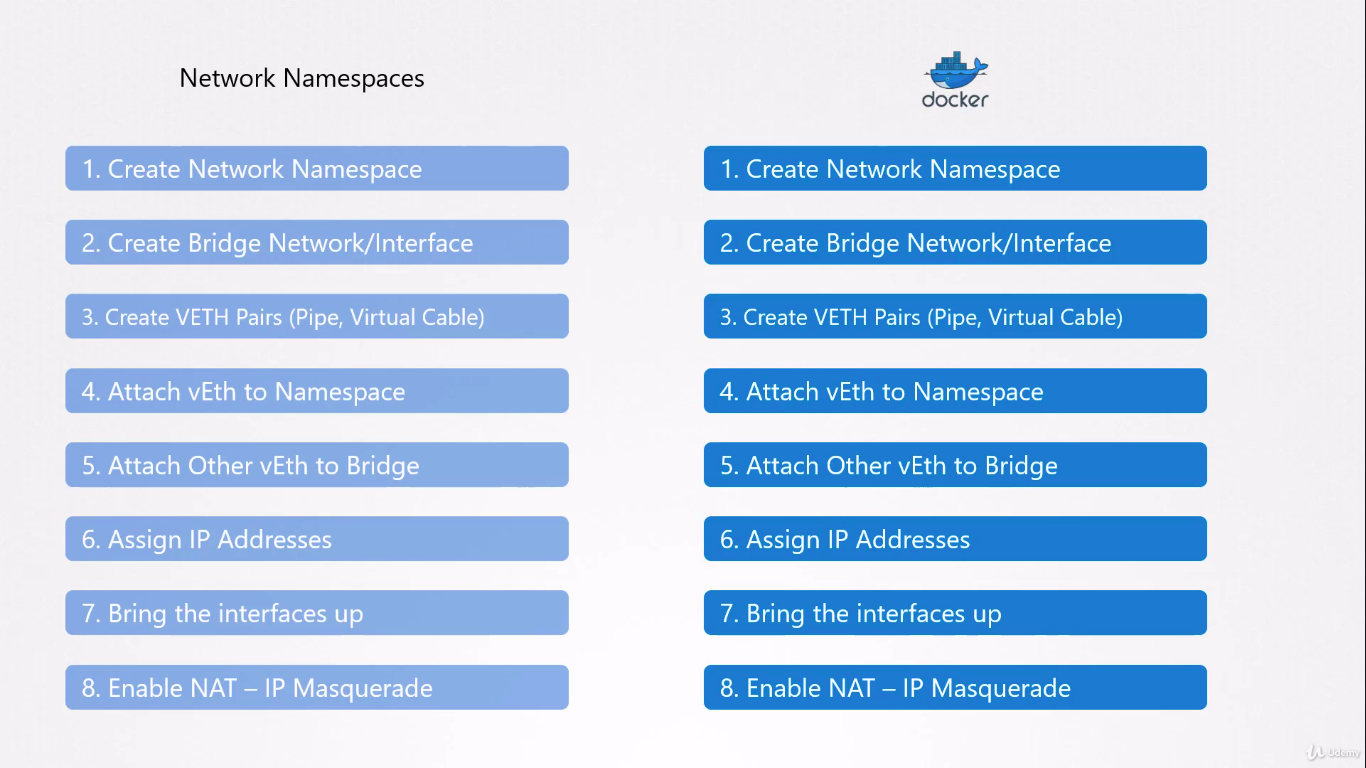 Network Namespaces
docker
1. Create Network Namespace
2. Create Bridge Network/Interface
3. Create VETH Pairs (Pipe, Virtual Cable)
4. Attach vEth to Namespace
5. Attach Other vEth to Bridge
6. Assign IP Addresses
7. Bring the interfaces up
8. Enable NAT – IP Masquerade
1. Create Network Namespace
2. Create Bridge Network/Interface
3. Create VETH Pairs (Pipe, Virtual Cable)
4. Attach vEth to Namespace
5. Attach Other vEth to Bridge
6. Assign IP Addresses
7. Bring the interfaces up
8. Enable NAT – IP Masquerade
Udemy